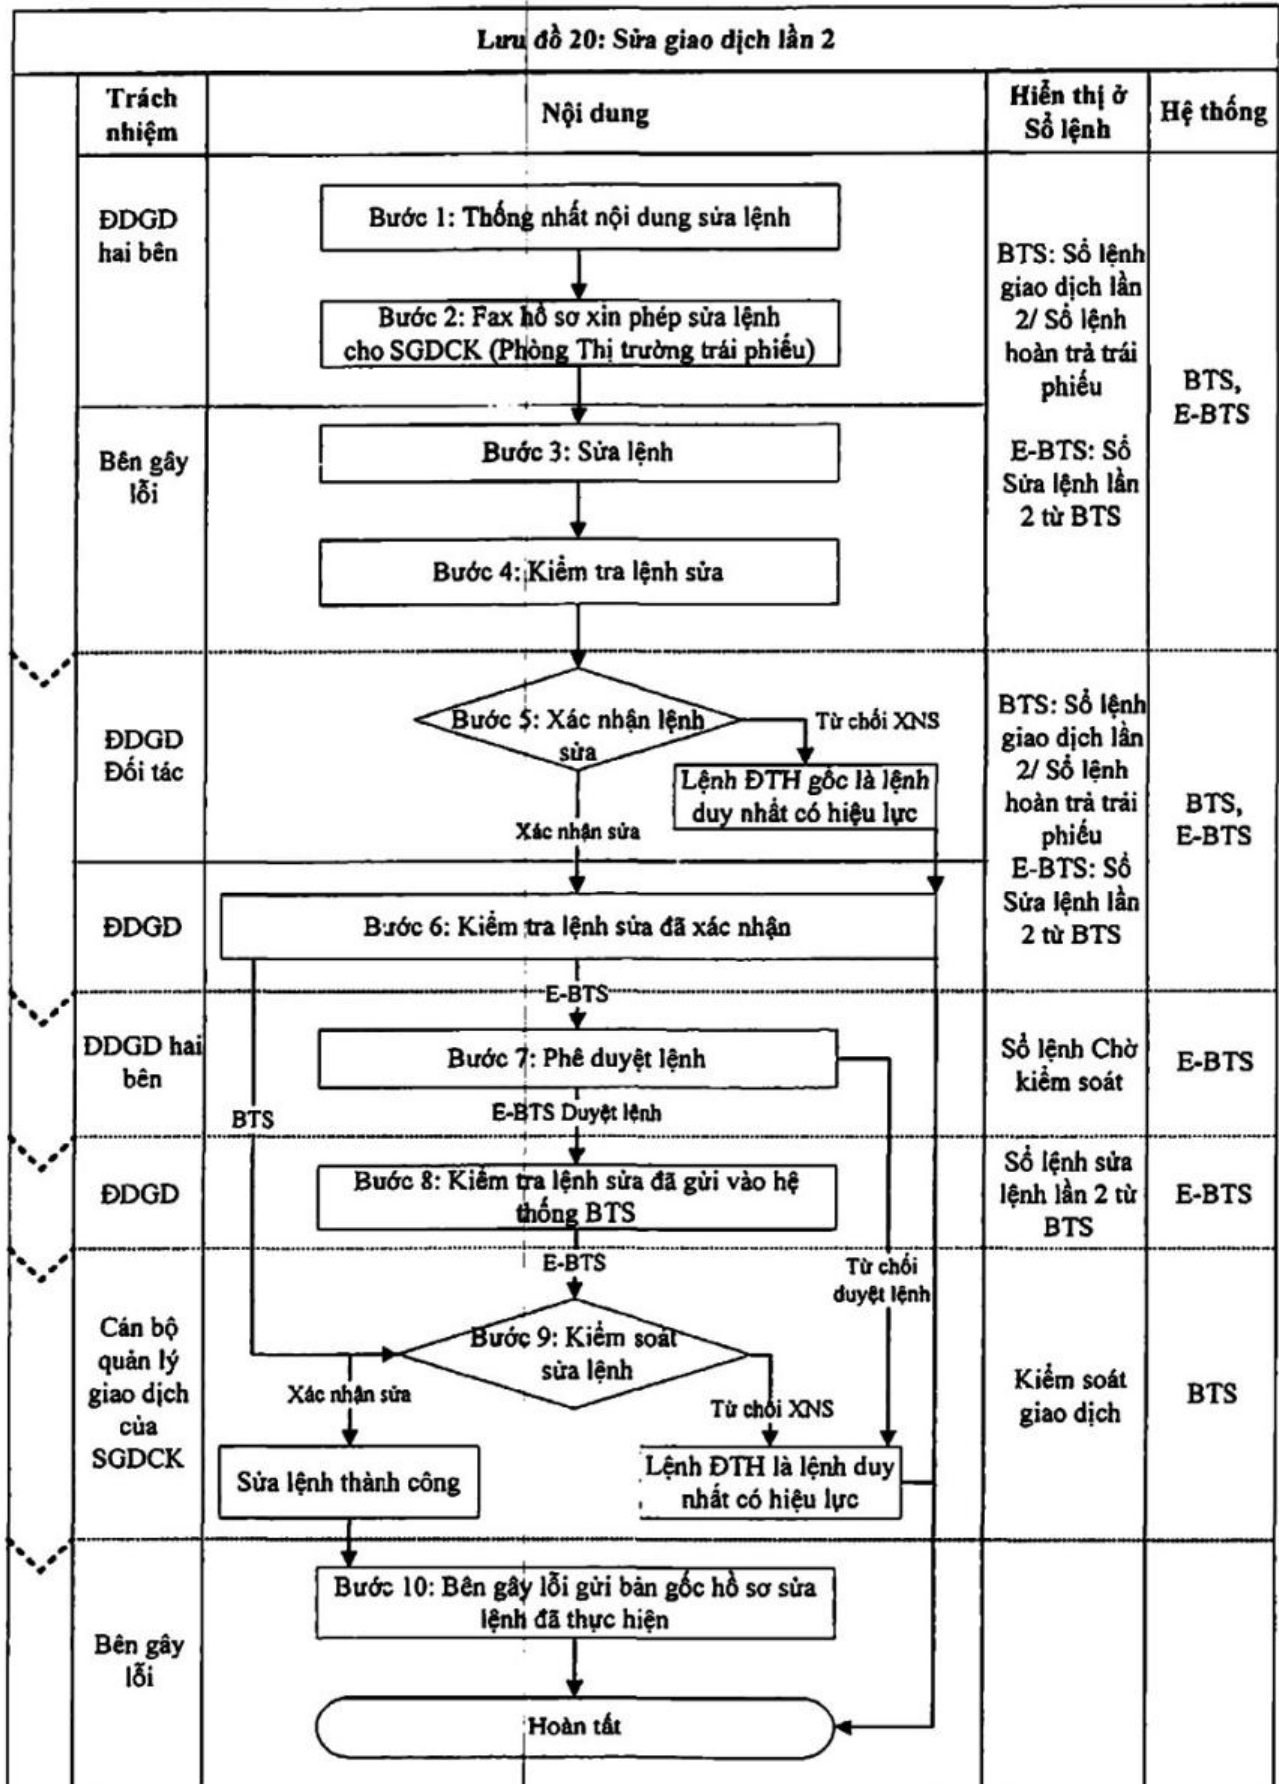 Lưu đồ 20: Sửa giao dịch lần 2
Trách
nhiệm
Nội dung
Hiển thị ở
Sổ lệnh
Hệ thống
ĐDGD
hai bên
Bước 1: Thống nhất nội dung sửa lệnh
Bước 2: Fax hồ sơ xin phép sửa lệnh
cho SGDCK (Phòng Thị trường trái phiếu)
BTS: Sổ lệnh
giao dịch lần
2/ Sổ lệnh
hoàn trả trái
phiếu
E-BTS: Sổ
Sửa lệnh lần
2 từ BTS
BTS,
E-BTS
Bên gây
lỗi
Bước 3: Sửa lệnh
Bước 4: Kiểm tra lệnh sửa
ĐDGD
Đối tác
Bước 5: Xác nhận lệnh
sửa
Từ chối XNS
Lệnh ĐTH gốc là lệnh
duy nhất có hiệu lực
Xác nhận sửa
BTS: Sổ lệnh
giao dịch lần
2/ Sổ lệnh
hoàn trả trái
phiếu
E-BTS: Sổ
Sửa lệnh lần
2 từ BTS
BTS,
E-BTS
ĐDGD
Bước 6: Kiểm tra lệnh sửa đã xác nhận
E-BTS
BTS
ĐDGD hai
bên
Bước 7: Phê duyệt lệnh
E-BTS Duyệt lệnh
Sổ lệnh Chờ
kiểm soát
E-BTS
ĐDGD
Bước 8: Kiểm tra lệnh sửa đã gửi vào hệ
thống BTS
E-BTS
Sổ lệnh sửa
lệnh lần 2 từ
BTS
E-BTS
Từ chối
duyệt lệnh
Cán bộ
quản lý
giao dịch
của
SGDCK
Bước 9: Kiểm soát
sửa lệnh
Xác nhận sửa
Từ chối XNS
Sửa lệnh thành công
Lệnh ĐTH là lệnh duy
nhất có hiệu lực
Kiểm soát
giao dịch
BTS
Bên gây
lỗi
Bước 10: Bên gây lỗi gửi bản gốc hồ sơ sửa
lệnh đã thực hiện
Hoàn tất